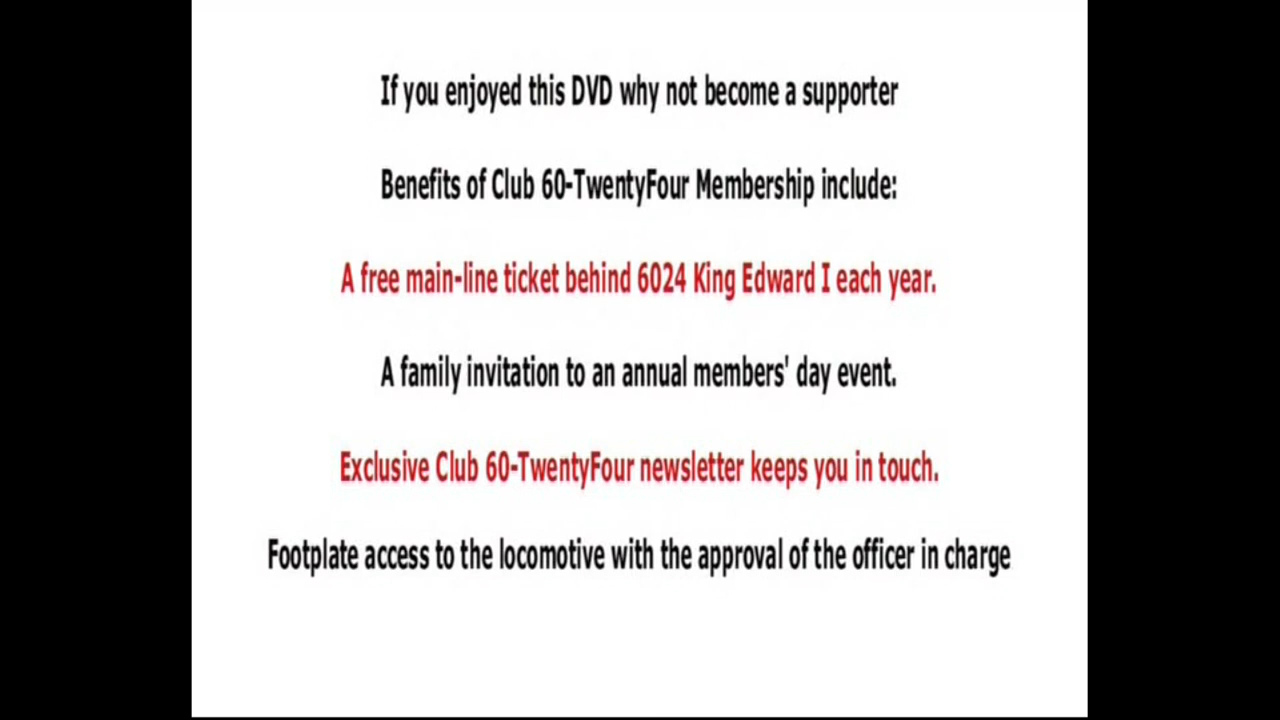 If you enjoyed this DVD why not become a supporter
Benefits of Club 60-TwentyFour Membership include:
A free main-line ticket behind 6024 King Edward I each year.
A family invitation to an annual members' day event.
Exclusive Club 60-TwentyFour newsletter keeps you in touch.
Footplate access to the locomotive with the approval of the officer in charge